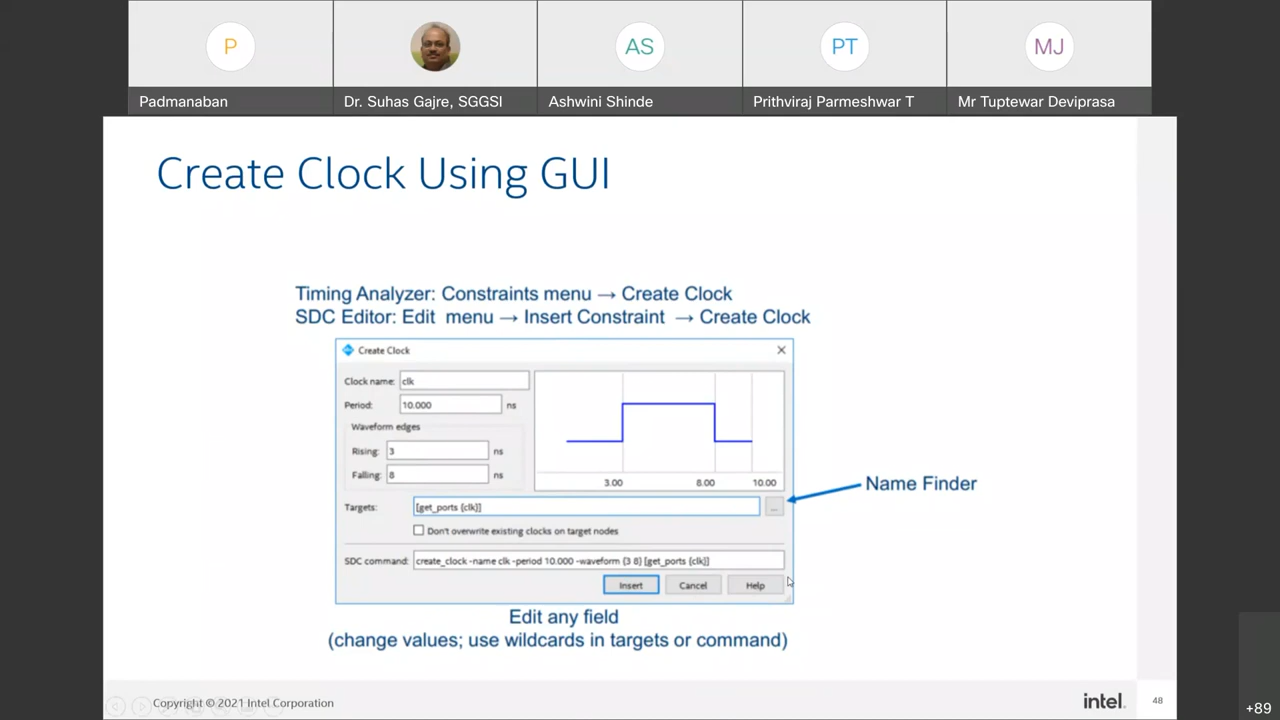 P
AS
PT
MJ
Padmanaban
Dr. Suhas Gajre, SGGSI
Ashwini Shinde
Prithviraj Parmeshwar T
Mr Tuptewar Deviprasa
Create Clock Using GUI
Timing Analyzer: Constraints menu → Create Clock
SDC Editor: Edit menu → Insert Constraint → Create Clock
Create Clock
Clock name: clk
Period: 10.000 ns
Waveform edges
Rising: 3 ns
Falling: 8 ns
3.00 8.00 10.00
Name Finder
Targets: [get_ports {clk}] ...
Don't overwrite existing clocks on target nodes
SDC command: create_clock -name clk -period 10.000 -waveform {3 8} [get_ports {clk}]
Insert Cancel Help
Edit any field
(change values; use wildcards in targets or command)
Copyright © 2021 Intel Corporation
intel.
48
+89